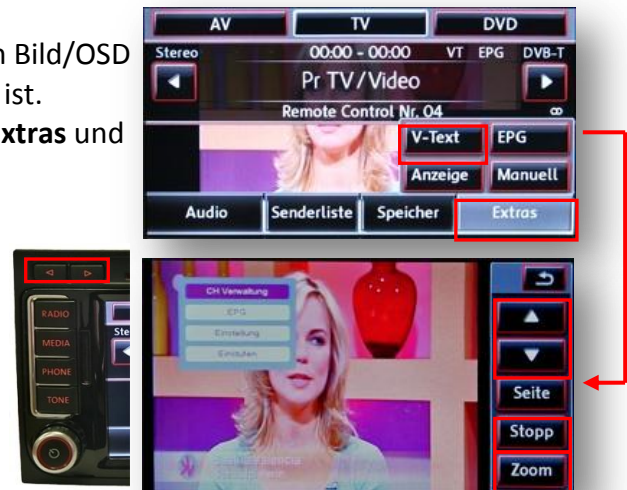 n Bild/OSD
ist.
xtras und
AV TV DVD
Stereo 00:00 - 00:00 VT EPG DVB-T
Pr TV/Video
Remote Control Nr. 04
V-Text EPG
Anzeige Manuell
Audio Senderliste Speicher Extras
RADIO
MEDIA
PHONE
TONE
Ste
CH Verwaltung
EPG
Einstellung
Einstufen
Seite
Stopp
Zoom